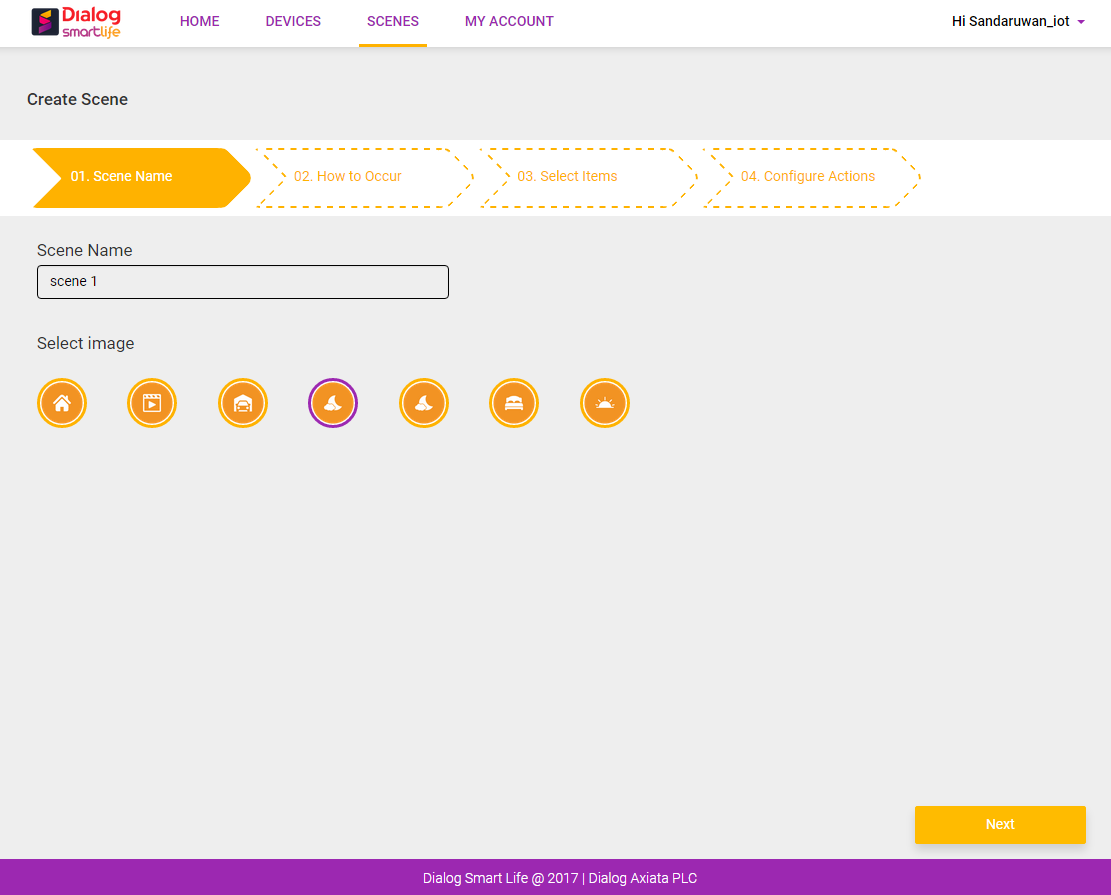 Dialog
smartlife
HOME DEVICES SCENES MY ACCOUNT Hi Sandaruwan_iot
Create Scene
01. Scene Name 02. How to Occur 03. Select Items 04. Configure Actions
Scene Name
scene 1
Select image
Next
Dialog Smart Life @ 2017 | Dialog Axiata PLC